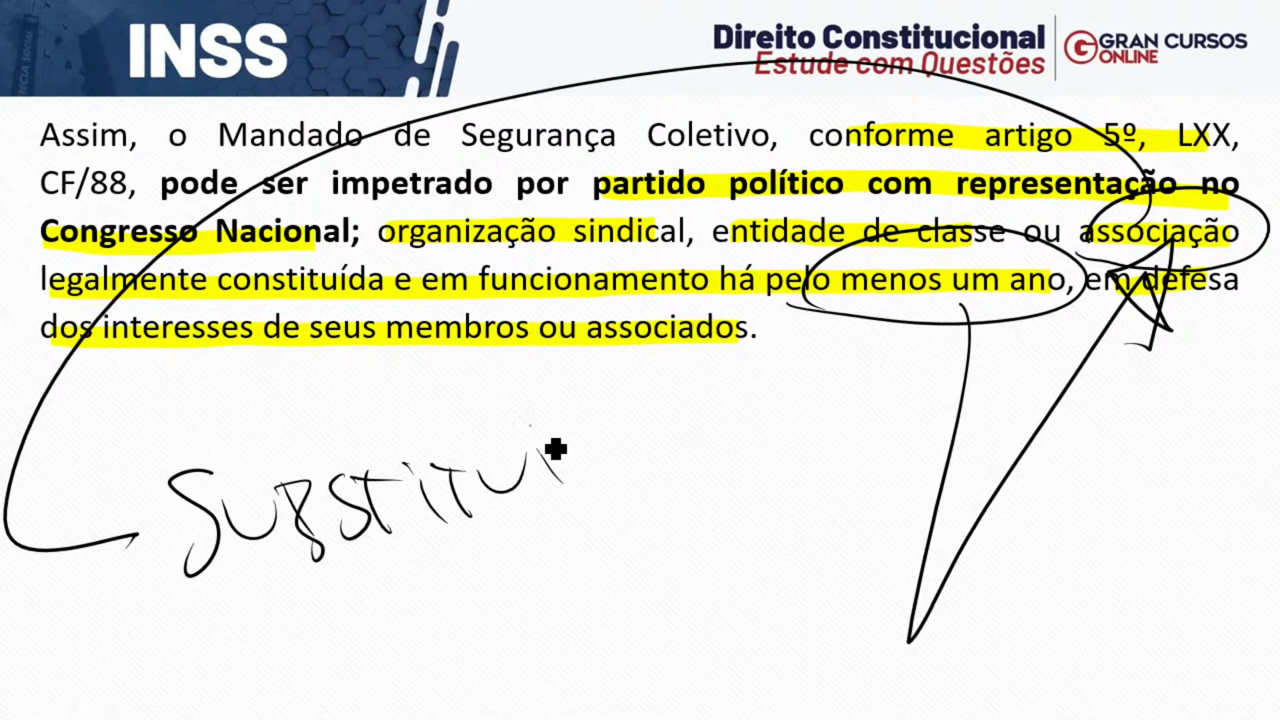 INSS
Direito Constitucional
Estude com Questões
GRAN CURSOS
ONLINE
Assim, o Mandado de Segurança Coletivo, conforme artigo 5º, LXX,
CF/88, pode ser impetrado por partido político com representação no
Congresso Nacional; organização sindical, entidade de classe ou associação
legalmente constituída e em funcionamento há pelo menos um ano, em defesa
dos interesses de seus membros ou associados.
SUBSTITUI